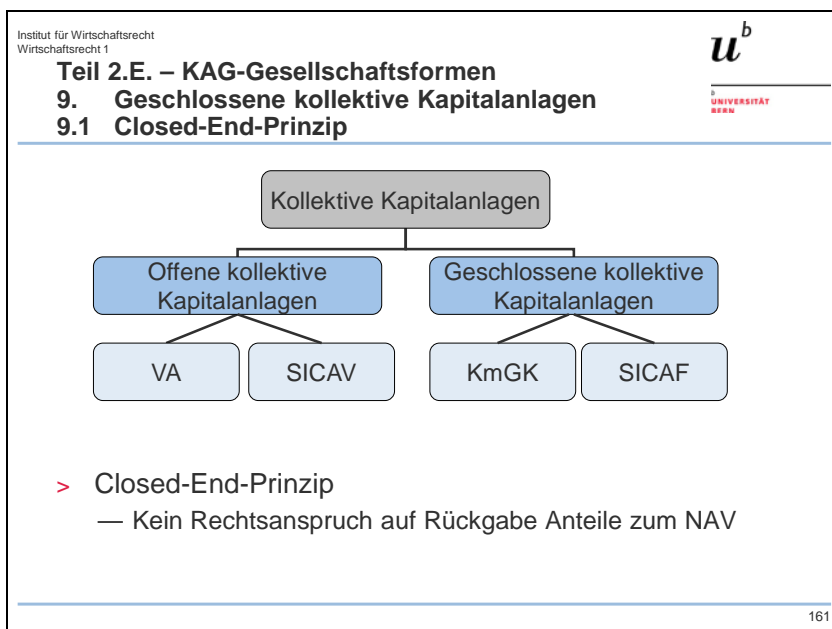 Institut für Wirtschaftsrecht
Wirtschaftsrecht 1
Teil 2.E. – KAG-Gesellschaftsformen
9. Geschlossene kollektive Kapitalanlagen
9.1 Closed-End-Prinzip
u^b
b
UNIVERSITÄT
BERN
Kollektive Kapitalanlagen
Offene kollektive
Kapitalanlagen
Geschlossene kollektive
Kapitalanlagen
VA
SICAV
KmGK
SICAF
> Closed-End-Prinzip
— Kein Rechtsanspruch auf Rückgabe Anteile zum NAV
161